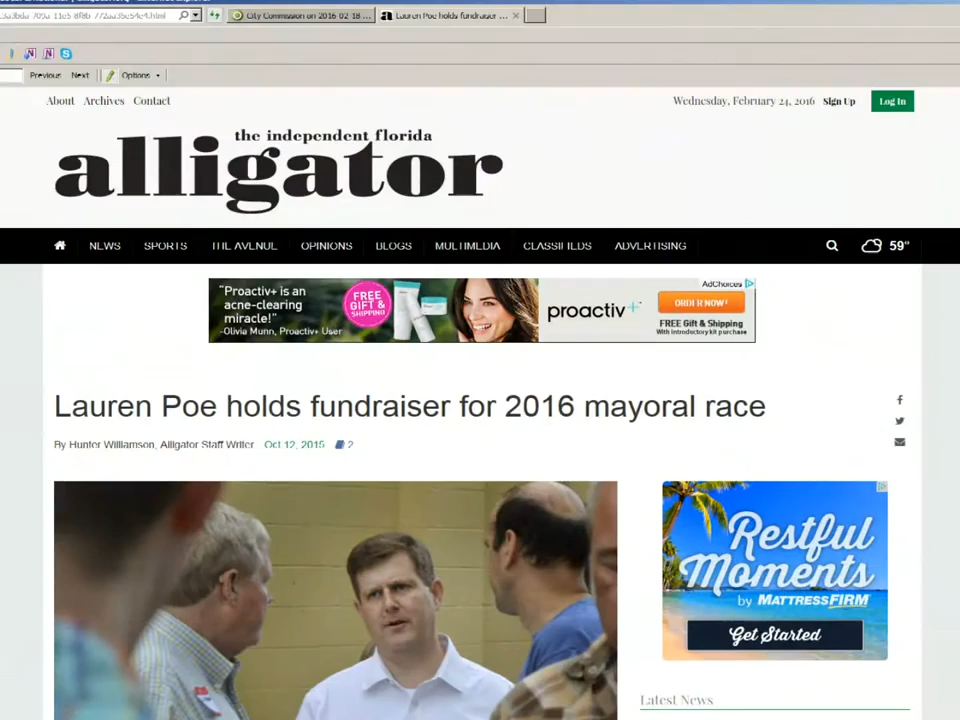 City Commission on 2016-02-18...
Lauren Poe holds fundraiser ...
Previous Next Options
About Archives Contact
Wednesday, February 24, 2016 Sign Up Log In
the independent florida
alligator
NEWS SPORTS THE AVENUE OPINIONS BLOGS MULTIMEDIA CLASSIFIEDS ADVERTISING
59°
"Proactiv+ is an
acne-clearing
miracle!"
-Olivia Munn, Proactiv+ User
FREE
GIFT &
SHIPPING
proactiv+
AdChoices
ORDER NOW!
FREE Gift & Shipping
With introductory kit purchase
Lauren Poe holds fundraiser for 2016 mayoral race
By Hunter Williamson, Alligator Staff Writer Oct 12, 2015 2
Restful
Moments
by MATTRESSFIRM
Get Started
Latest News